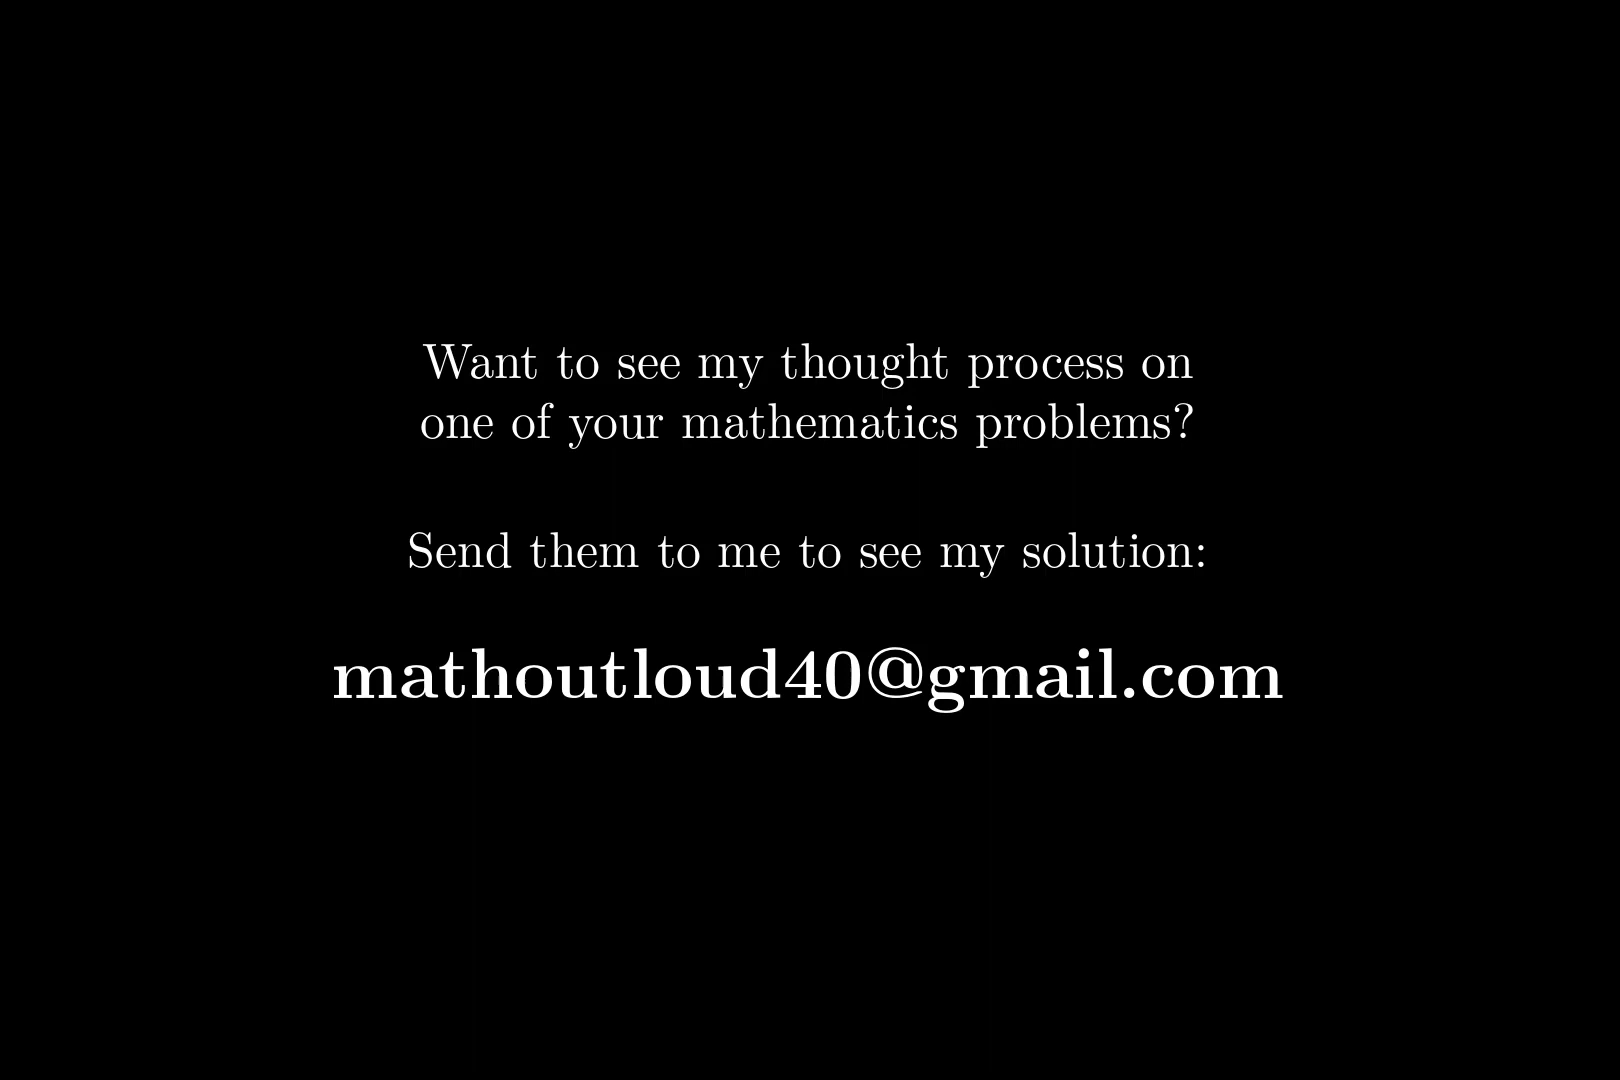 Want to see my thought process on
one of your mathematics problems?
Send them to me to see my solution:
mathoutloud40@gmail.com